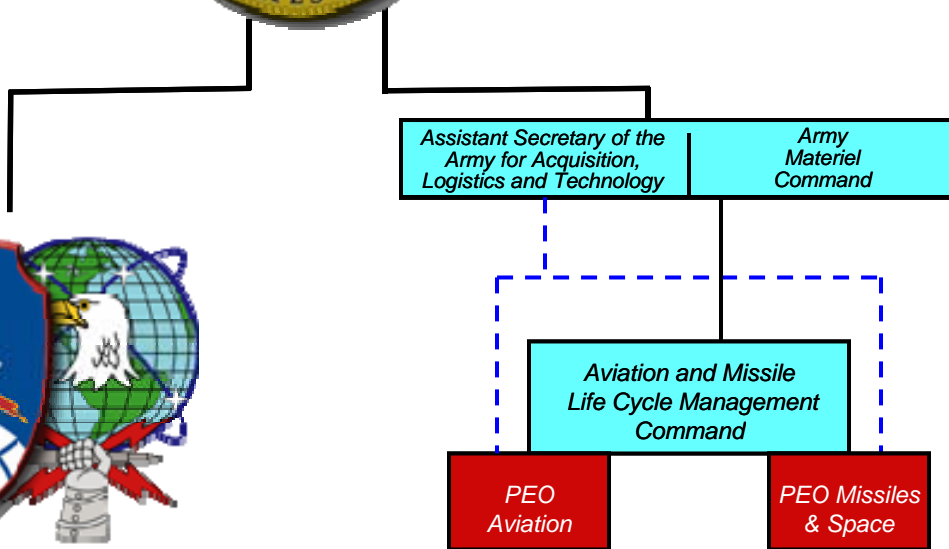 Assistant Secretary of the
Army for Acquisition,
Logistics and Technology
Army
Materiel
Command
Aviation and Missile
Life Cycle Management
Command
PEO
Aviation
PEO Missiles
& Space